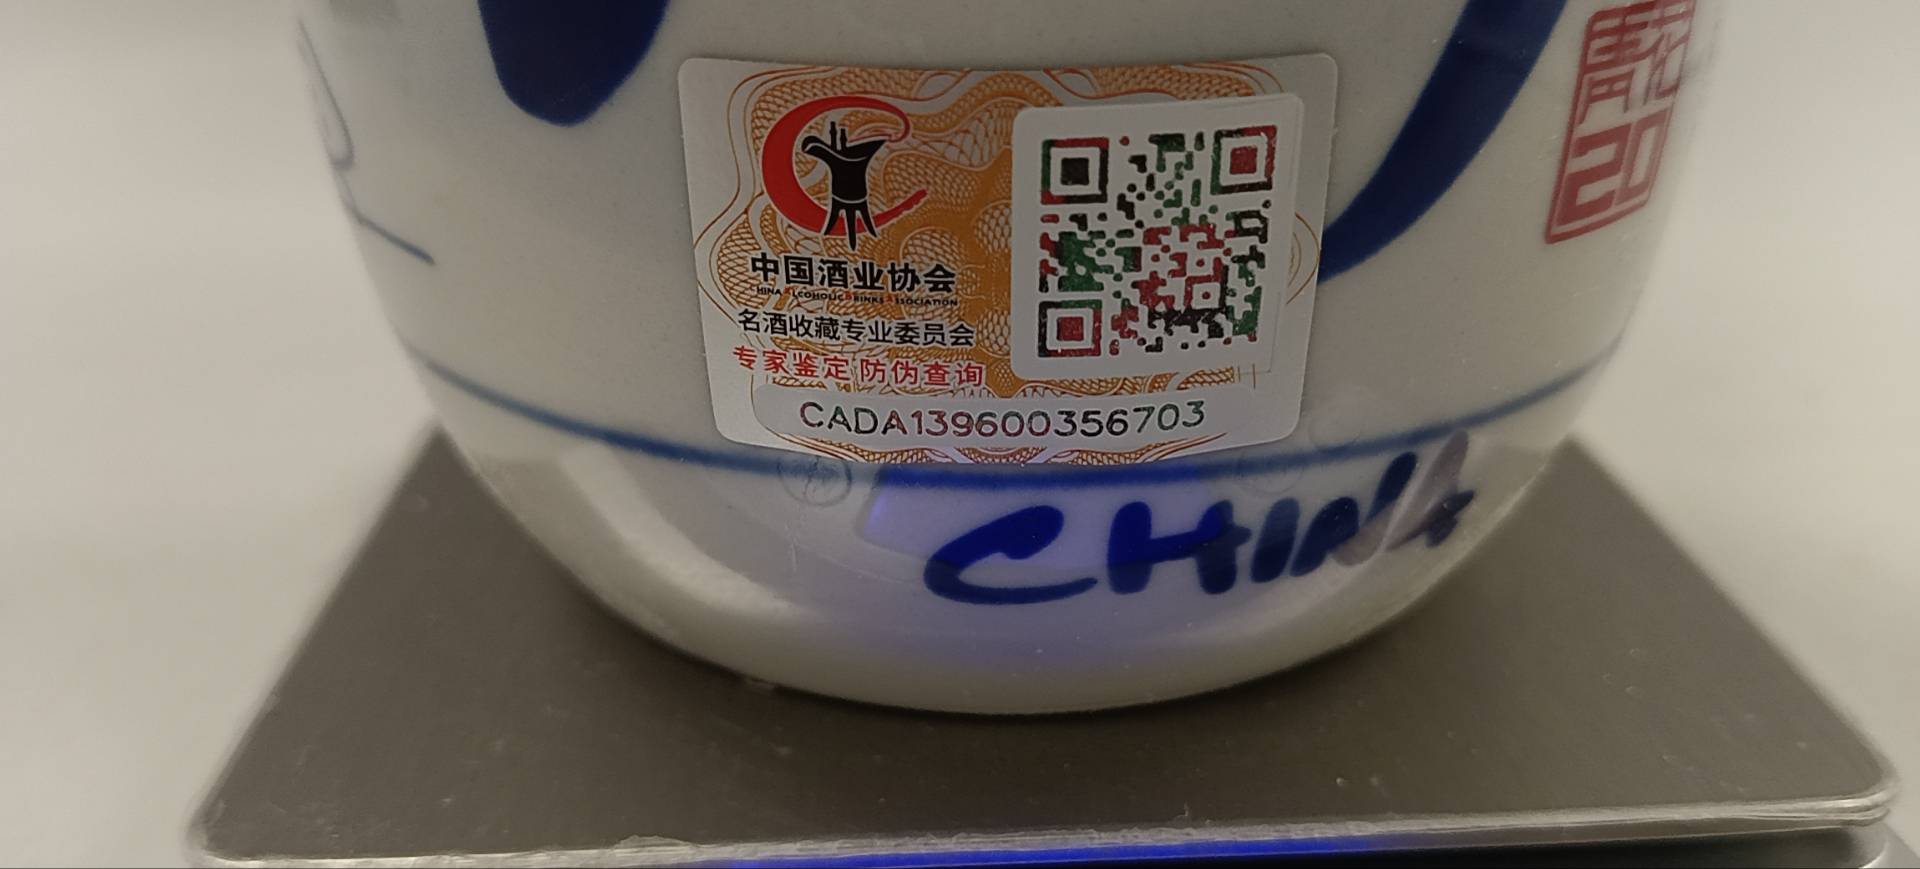 中国酒业协会
CHINA ALCOHOLIC DRINKS ASSOCIATION
名酒收藏专业委员会
专家鉴定 防伪查询
CADA139600356703
CHINA
20